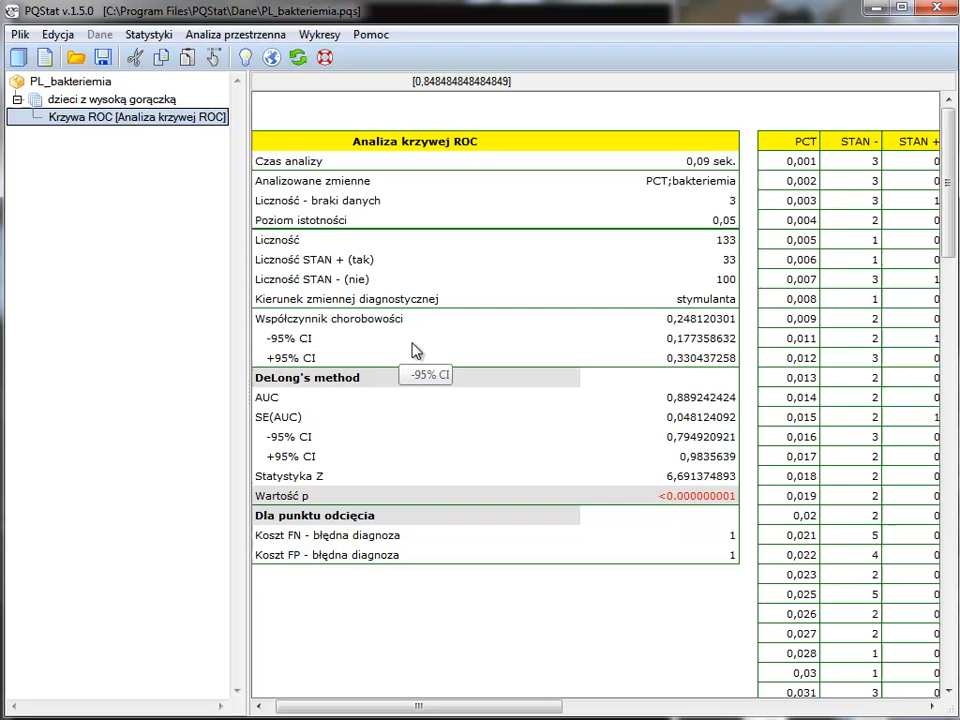 PQStat v.1.5.0 [C:\Program Files\PQStat\Dane\PL_bakteriemia.pqs]
Plik Edycja Dane Statystyki Analiza przestrzenna Wykresy Pomoc
PL_bakteriemia
dzieci z wysoką gorączką
Krzywa ROC [Analiza krzywej ROC]
[0,848484848484849]
Analiza krzywej ROC
Czas analizy 0,09 sek.
Analizowane zmienne PCT;bakteriemia
Liczność - braki danych 3
Poziom istotności 0,05
Liczność 133
Liczność STAN + (tak) 33
Liczność STAN - (nie) 100
Kierunek zmiennej diagnostycznej stymulanta
Współczynnik chorobowości 0,248120301
-95% CI 0,177358632
+95% CI 0,330437258
-95% CI
DeLong's method
AUC 0,889242424
SE(AUC) 0,048124092
-95% CI 0,794920921
+95% CI 0,9835639
Statystyka Z 6,691374893
Wartość p <0.000000001
Dla punktu odcięcia
Koszt FN - błędna diagnoza 1
Koszt FP - błędna diagnoza 1
PCT STAN - STAN +
0,001 3 0
0,002 3 0
0,003 3 1
0,004 2 0
0,005 1 0
0,006 1 0
0,007 3 1
0,008 1 0
0,009 2 0
0,011 2 1
0,012 3 0
0,013 2 0
0,014 2 0
0,015 2 1
0,016 3 0
0,017 2 0
0,018 2 0
0,019 2 0
0,02 2 0
0,021 5 0
0,022 4 0
0,023 2 0
0,025 5 0
0,026 2 0
0,027 2 0
0,028 1 0
0,03 1 0
0,031 3 0